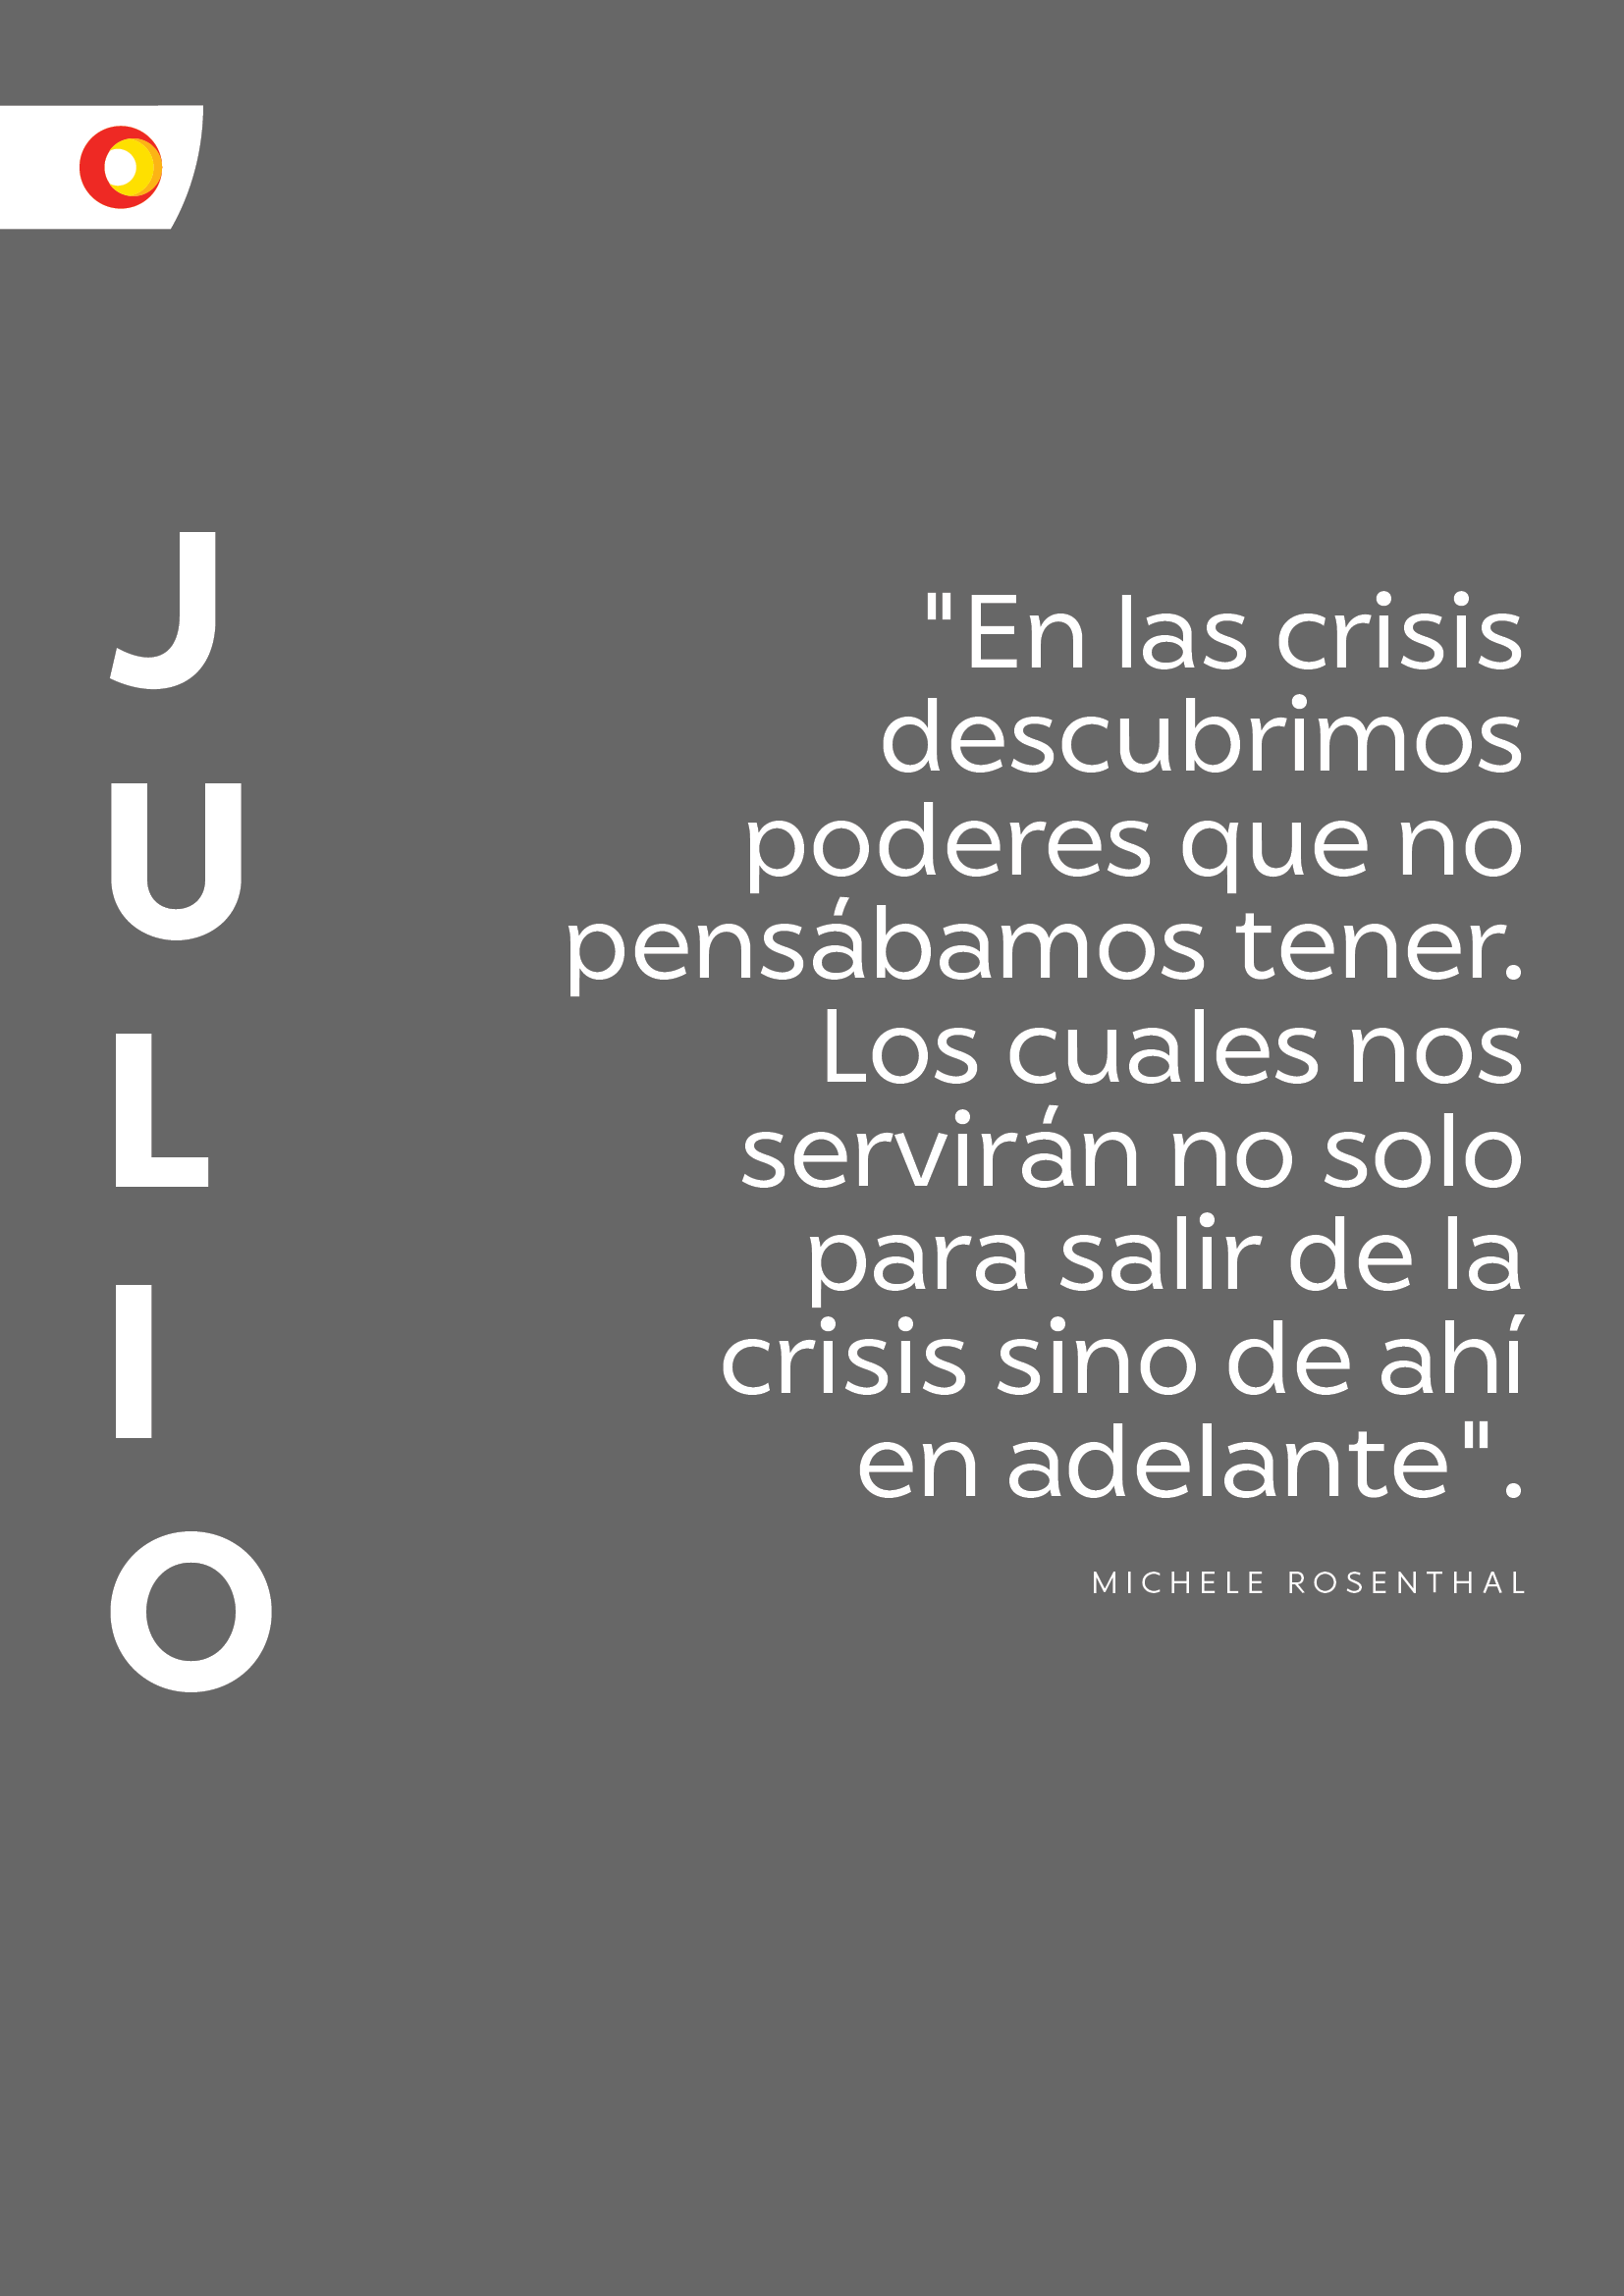 JULIO
"En las crisis
descubrimos
poderes que no
pensábamos tener.
Los cuales nos
servirán no solo
para salir de la
crisis sino de ahí
en adelante".
MICHELE ROSENTHAL